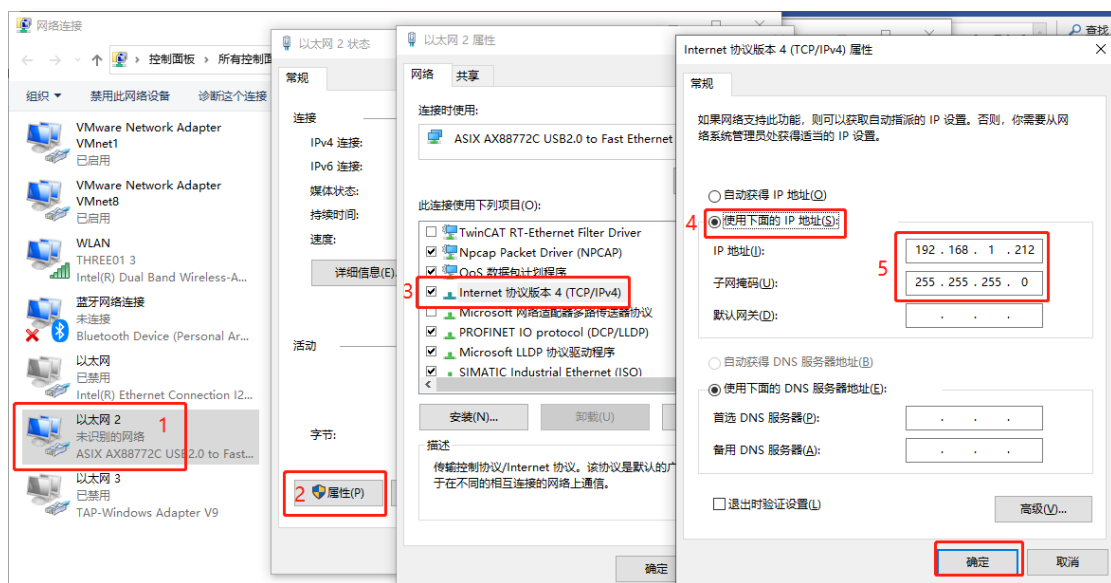 网络连接
控制面板 › 所有控制面
组织
禁用此网络设备
诊断这个连接
VMware Network Adapter
VMnet1
已启用
VMware Network Adapter
VMnet8
已启用
WLAN
THREE01 3
Intel(R) Dual Band Wireless-A...
蓝牙网络连接
未连接
Bluetooth Device (Personal Ar...
以太网
已禁用
Intel(R) Ethernet Connection I2...
以太网 2
1
未识别的网络
ASIX AX88772C USB2.0 to Fast...
以太网 3
已禁用
TAP-Windows Adapter V9
以太网 2 状态
常规
连接
IPv4 连接:
IPv6 连接:
媒体状态:
持续时间:
速度:
详细信息(E)
活动
字节:
2
属性(P)
以太网 2 属性
网络
共享
连接时使用:
ASIX AX88772C USB2.0 to Fast Ethernet
此连接使用下列项目(O):
TwinCAT RT-Ethernet Filter Driver
Npcap Packet Driver (NPCAP)
QoS 数据包计划程序
3
Internet 协议版本 4 (TCP/IPv4)
Microsoft 网络适配器多路传送器协议
PROFINET IO protocol (DCP/LLDP)
Microsoft LLDP 协议驱动程序
SIMATIC Industrial Ethernet (ISO)
安装(N)...
卸载(U)
描述
传输控制协议/Internet 协议。该协议是默认的广
于在不同的相互连接的网络上通信。
确定
查找
Internet 协议版本 4 (TCP/IPv4) 属性
常规
如果网络支持此功能，则可以获取自动指派的 IP 设置。否则，你需要从网
络系统管理员处获得适当的 IP 设置。
自动获得 IP 地址(O)
4
使用下面的 IP 地址(S):
IP 地址(I):
192 . 168 . 1 . 212
5
子网掩码(U):
255 . 255 . 255 . 0
默认网关(D):
. . .
自动获得 DNS 服务器地址(B)
使用下面的 DNS 服务器地址(E):
首选 DNS 服务器(P):
. . .
备用 DNS 服务器(A):
. . .
退出时验证设置(L)
高级(V)...
确定
取消